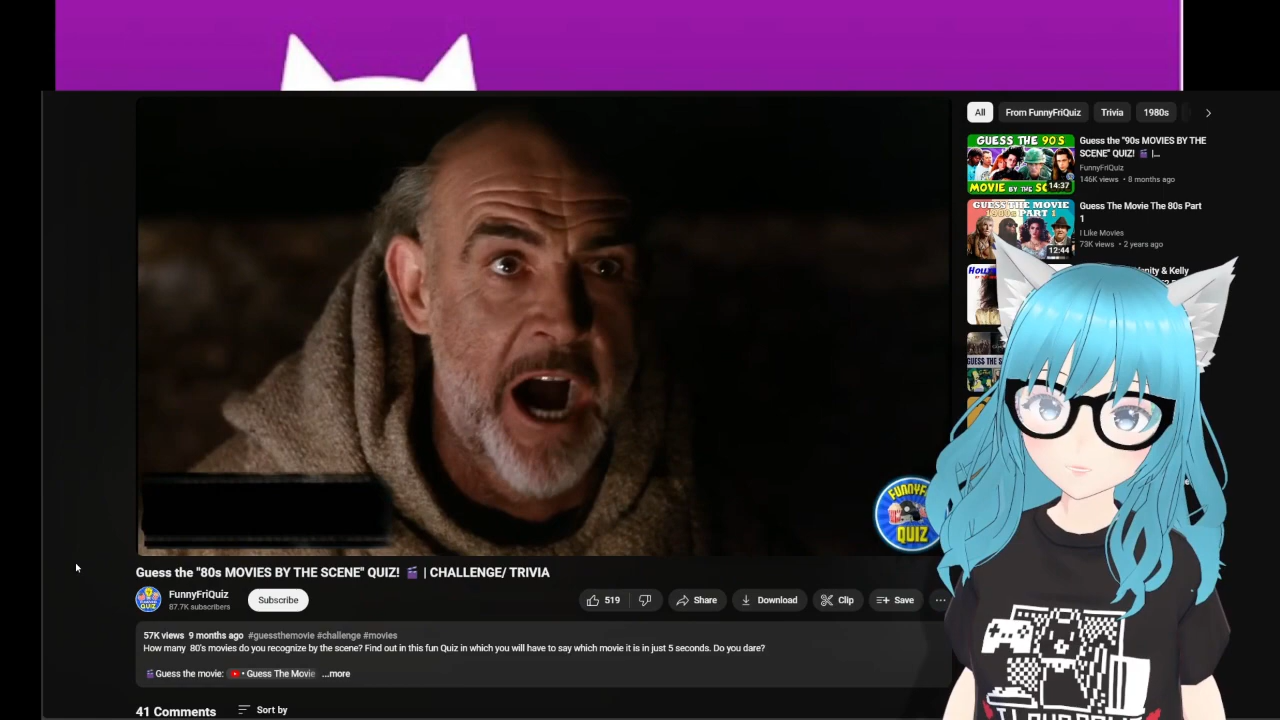 All
From FunnyFriQuiz
Trivia
1980s
GUESS THE 90S
MOVIE BY THE SC
14:37
Guess the "90s MOVIES BY THE
SCENE" QUIZ! 🎬 |...
FunnyFriQuiz
146K views • 8 months ago
GUESS THE MOVIE
1980s PART 1
12:44
Guess The Movie The 80s Part
1
I Like Movies
73K views • 2 years ago
& Kelly
GUESS THE
QUIZ
Guess the "80s MOVIES BY THE SCENE" QUIZ! 🎬 | CHALLENGE/ TRIVIA
FunnyFriQuiz
87.7K subscribers
Subscribe
519
Share
Download
Clip
Save
57K views 9 months ago #guessthemovie #challenge #movies
How many 80's movies do you recognize by the scene? Find out in this fun Quiz in which you will have to say which movie it is in just 5 seconds. Do you dare?
🎬Guess the movie: • Guess The Movie ...more
41 Comments
Sort by